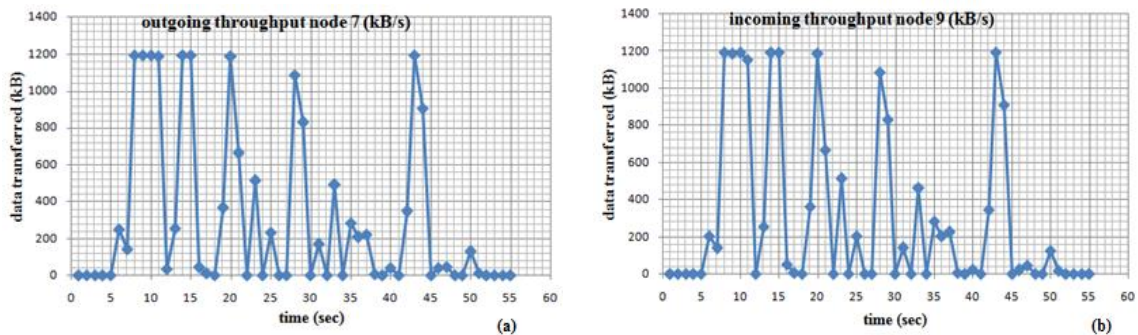 outgoing throughput node 7 (kB/s)
1400
1200
1000
800
600
400
200
0
data transferred (kB)
0 5 10 15 20 25 30 35 40 45 50 55 60
time (sec)
(a)
incoming throughput node 9 (kB/s)
1400
1200
1000
800
600
400
200
0
data transferred (kB)
0 5 10 15 20 25 30 35 40 45 50 55 60
time (sec)
(b)